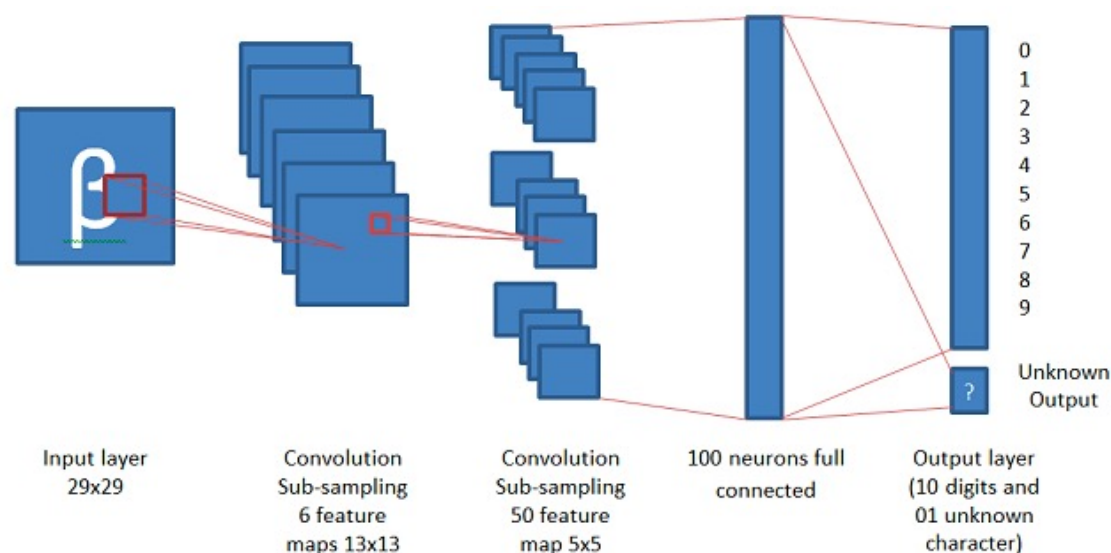 β
0
1
2
3
4
5
6
7
8
9
?
Unknown
Output
Input layer
29x29
Convolution
Sub-sampling
6 feature
maps 13x13
Convolution
Sub-sampling
50 feature
map 5x5
100 neurons full
connected
Output layer
(10 digits and
01 unknown
character)